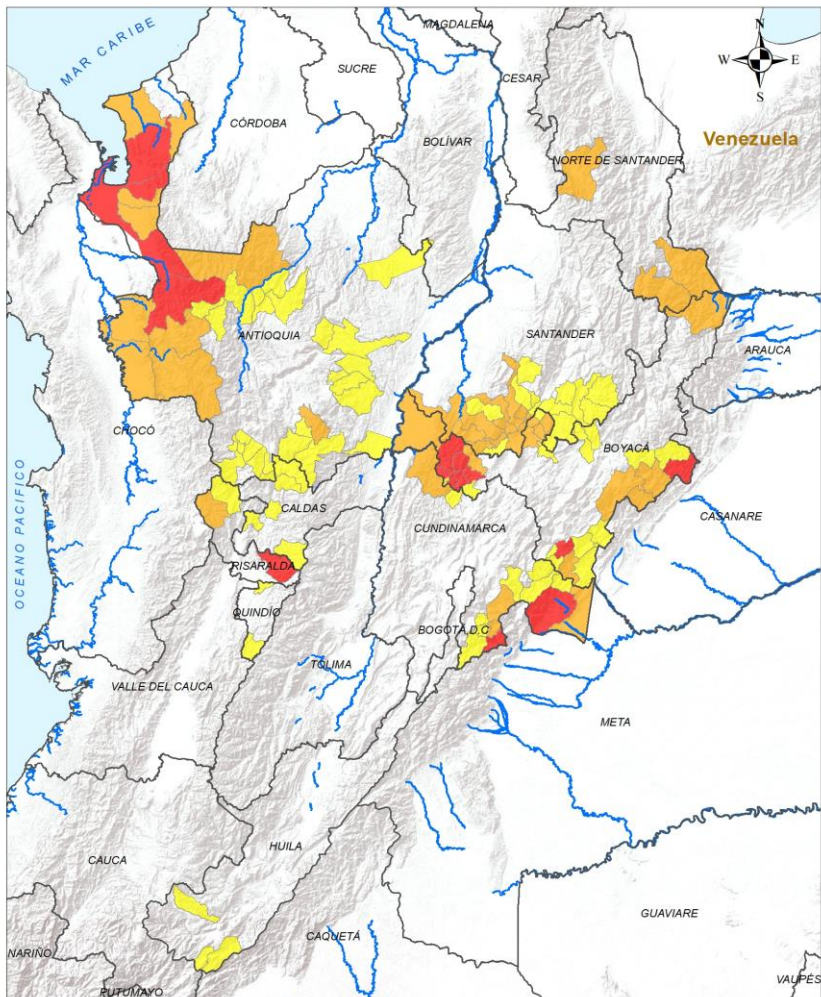 MAGDALENA
N
MAR CARIBE
SUCRE
W
E
CESAR
S
CÓRDOBA
BOLÍVAR
Venezuela
NORTE DE SANTANDER
ANTIOQUIA
SANTANDER
ARAUCA
CHOCÓ
BOYACÁ
OCEANO PACIFICO
CALDAS
CUNDINAMARCA
CASANARE
RISARALDA
QUINDÍO
BOGOTÁ, D.C
TOLIMA
VALLE DEL CAUCA
META
HUILA
CAUCA
GUAVIARE
CAQUETÁ
NARIÑO
PUTUMAYO
VAUPÉS